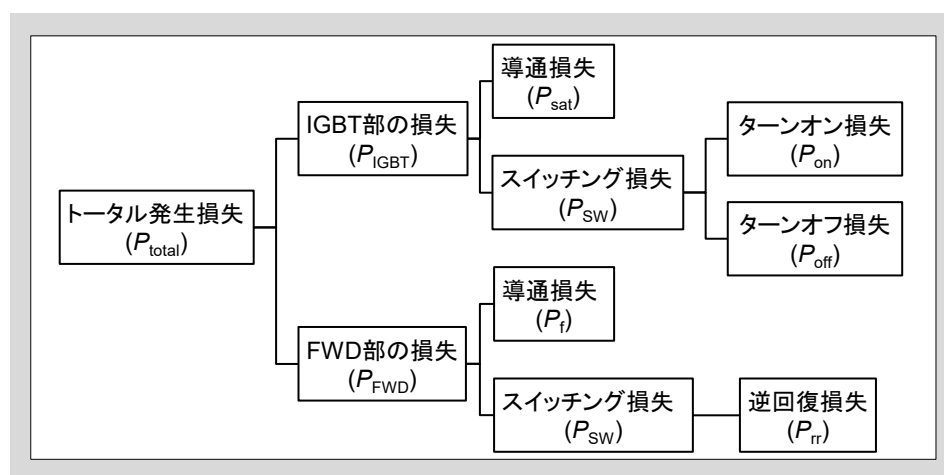 トータル発生損失
(Ptotal)
IGBT部の損失
(PIGBT)
導通損失
(Psat)
スイッチング損失
(PSW)
ターンオン損失
(Pon)
ターンオフ損失
(Poff)
FWD部の損失
(PFWD)
導通損失
(Pf)
スイッチング損失
(PSW)
逆回復損失
(Prr)